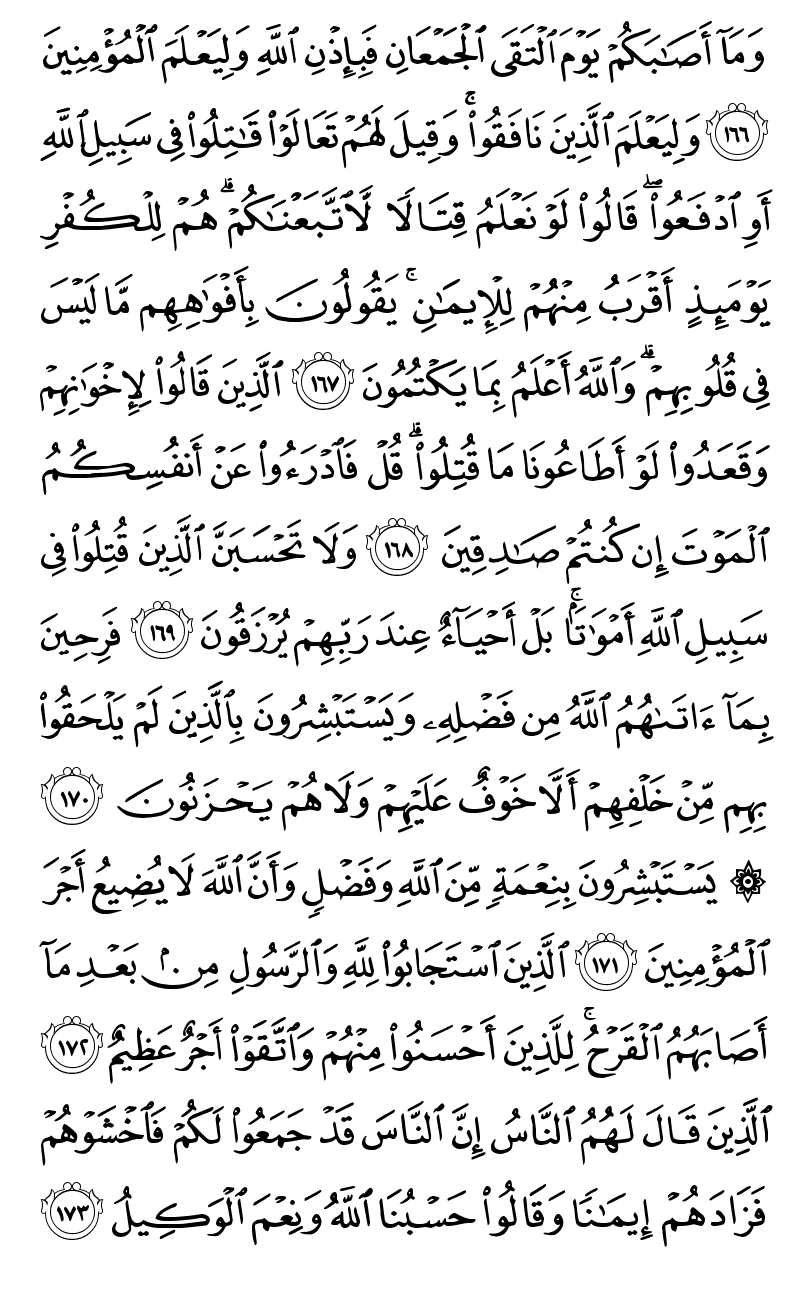 وَمَآ أَصَٰبَكُمْ يَوْمَ ٱلْتَقَى ٱلْجَمْعَانِ فَبِإِذْنِ ٱللَّهِ وَلِيَعْلَمَ ٱلْمُؤْمِنِينَ
١٦٦ وَلِيَعْلَمَ ٱلَّذِينَ نَافَقُوا۟ ۚ وَقِيلَ لَهُمْ تَعَالَوْا۟ قَٰتِلُوا۟ فِى سَبِيلِ ٱللَّهِ
أَوِ ٱدْفَعُوا۟ ۖ قَالُوا۟ لَوْ نَعْلَمُ قِتَالًا لَّٱتَّبَعْنَٰكُمْ ۗ هُمْ لِلْكُفْرِ
يَوْمَئِذٍ أَقْرَبُ مِنْهُمْ لِلْإِيمَٰنِ ۚ يَقُولُونَ بِأَفْوَٰهِهِم مَّا لَيْسَ
فِى قُلُوبِهِمْ ۗ وَٱللَّهُ أَعْلَمُ بِمَا يَكْتُمُونَ ١٦٧ ٱلَّذِينَ قَالُوا۟ لِإِخْوَٰنِهِمْ
وَقَعَدُوا۟ لَوْ أَطَاعُونَا مَا قُتِلُوا۟ ۗ قُلْ فَٱدْرَءُوا۟ عَنْ أَنفُسِكُمُ
ٱلْمَوْتَ إِن كُنتُمْ صَٰدِقِينَ ١٦٨ وَلَا تَحْسَبَنَّ ٱلَّذِينَ قُتِلُوا۟ فِى
سَبِيلِ ٱللَّهِ أَمْوَٰتًۢا ۚ بَلْ أَحْيَآءٌ عِندَ رَبِّهِمْ يُرْزَقُونَ ١٦٩ فَرِحِينَ
بِمَآ ءَاتَىٰهُمُ ٱللَّهُ مِن فَضْلِهِۦ وَيَسْتَبْشِرُونَ بِٱلَّذِينَ لَمْ يَلْحَقُوا۟
بِهِم مِّنْ خَلْفِهِمْ أَلَّا خَوْفٌ عَلَيْهِمْ وَلَا هُمْ يَحْزَنُونَ ١٧٠
۞ يَسْتَبْشِرُونَ بِنِعْمَةٍ مِّنَ ٱللَّهِ وَفَضْلٍ وَأَنَّ ٱللَّهَ لَا يُضِيعُ أَجْرَ
ٱلْمُؤْمِنِينَ ١٧١ ٱلَّذِينَ ٱسْتَجَابُوا۟ لِلَّهِ وَٱلرَّسُولِ مِنۢ بَعْدِ مَآ
أَصَابَهُمُ ٱلْقَرْحُ ۚ لِلَّذِينَ أَحْسَنُوا۟ مِنْهُمْ وَٱتَّقَوْا۟ أَجْرٌ عَظِيمٌ ١٧٢
ٱلَّذِينَ قَالَ لَهُمُ ٱلنَّاسُ إِنَّ ٱلنَّاسَ قَدْ جَمَعُوا۟ لَكُمْ فَٱخْشَوْهُمْ
فَزَادَهُمْ إِيمَٰنًا وَقَالُوا۟ حَسْبُنَا ٱللَّهُ وَنِعْمَ ٱلْوَكِيلُ ١٧٣